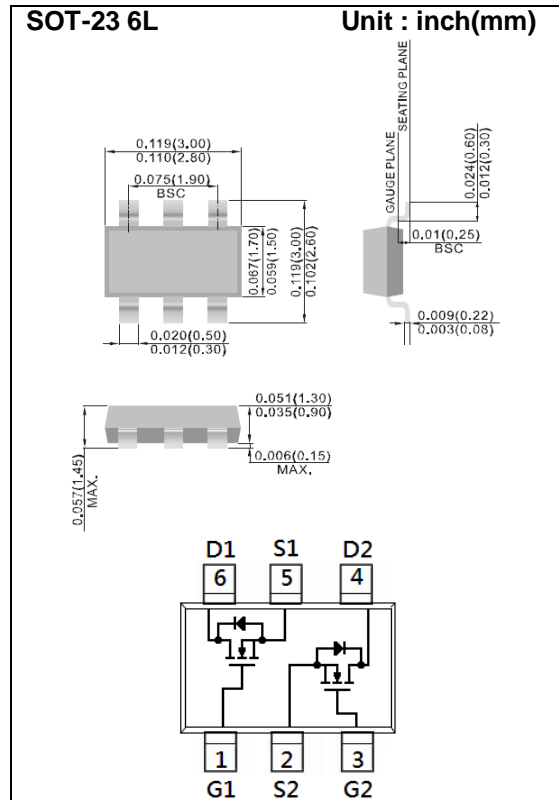 SOT-23 6L Unit : inch(mm)
SEATING PLANE
GAUGE PLANE
0.119(3.00)
0.110(2.80)
0.075(1.90)
BSC
0.067(1.70)
0.059(1.50)
0.119(3.00)
0.102(2.60)
0.020(0.50)
0.012(0.30)
0.024(0.60)
0.012(0.30)
0.01(0.25)
BSC
0.009(0.22)
0.003(0.08)
0.051(1.30)
0.035(0.90)
0.006(0.15)
MAX.
0.057(1.45)
MAX.
D1 S1 D2
6 5 4
1 2 3
G1 S2 G2